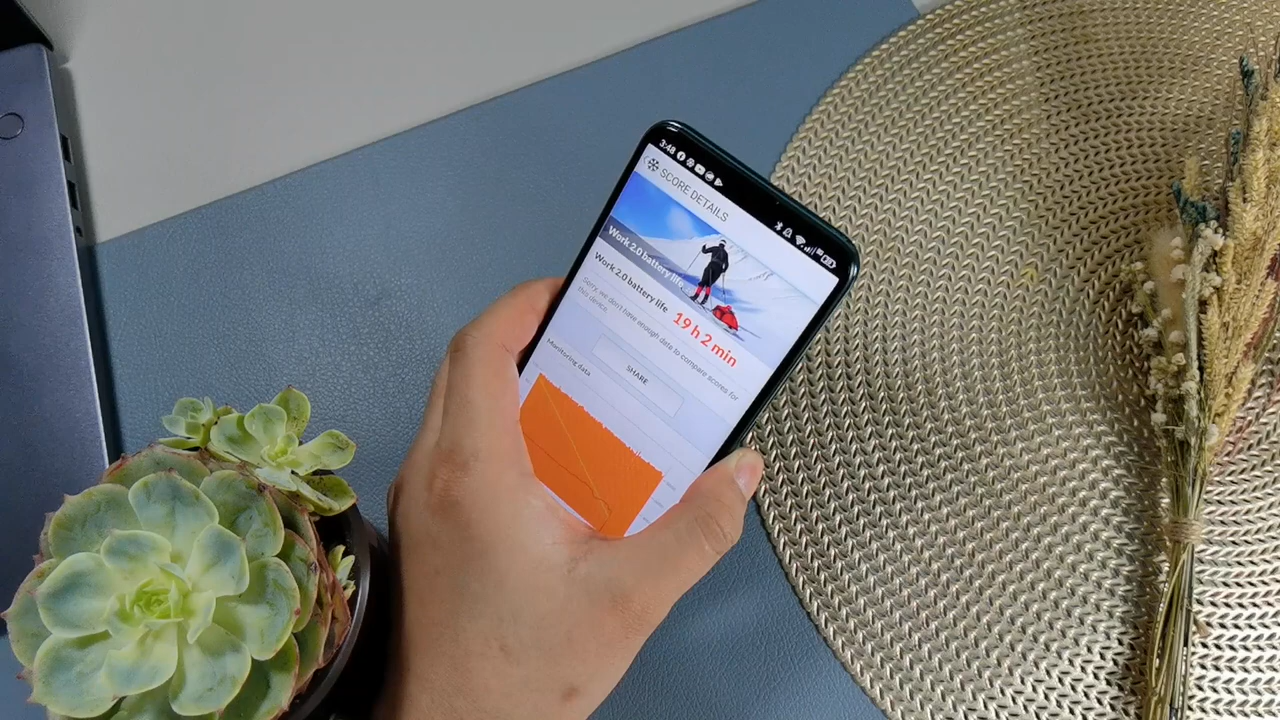 3:48
SCORE DETAILS
Work 2.0 battery life
Work 2.0 battery life
19 h 2 min
Sorry, we don't have enough data to compare scores for
this device.
SHARE
Monitoring data